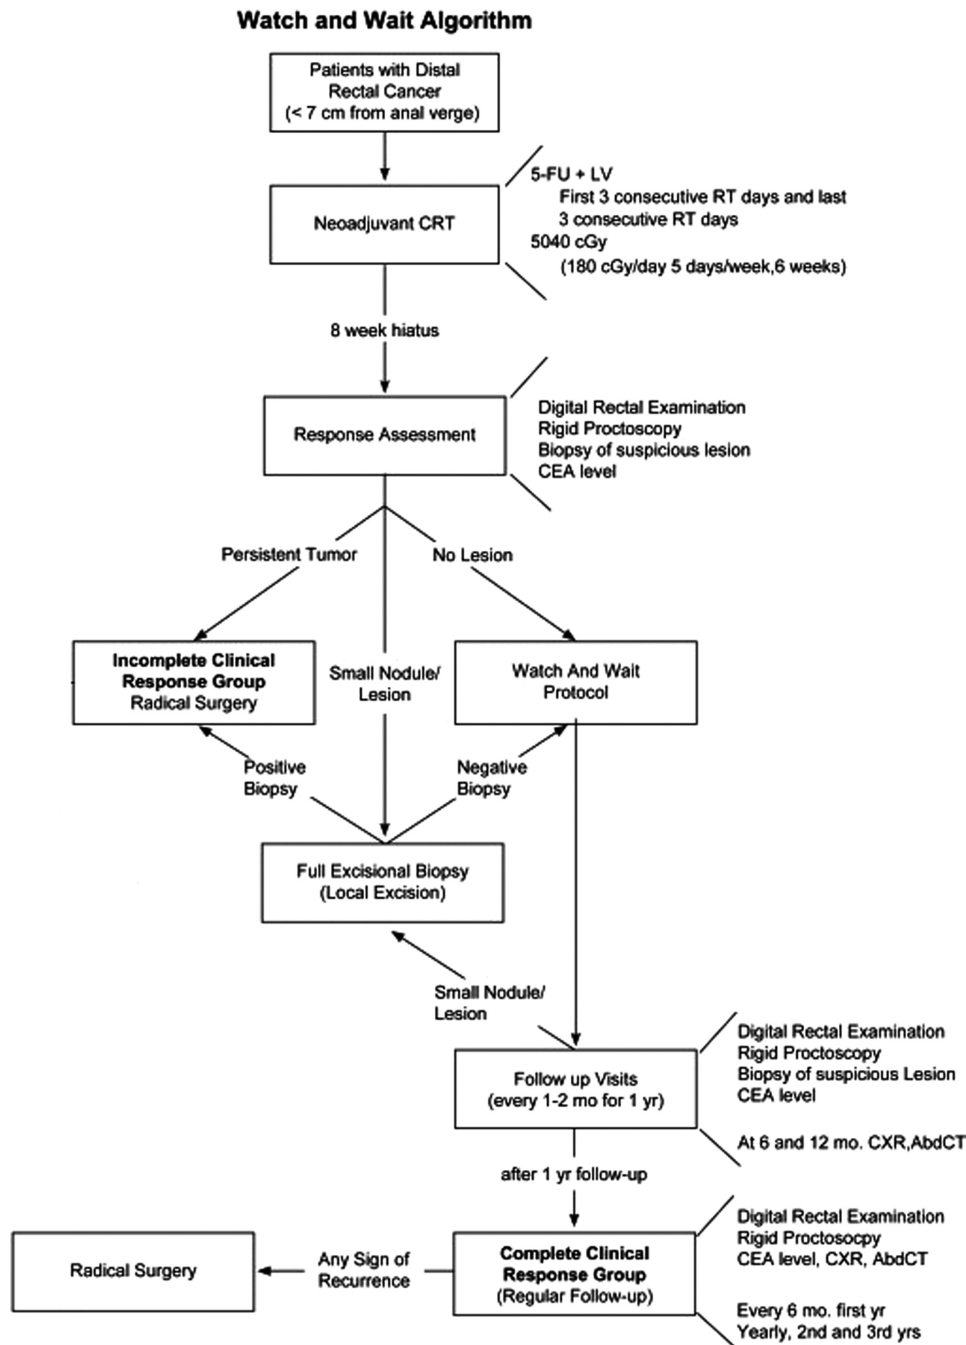 Watch and Wait Algorithm
Patients with Distal
Rectal Cancer
(< 7 cm from anal verge)
Neoadjuvant CRT
5-FU + LV
First 3 consecutive RT days and last
3 consecutive RT days
5040 cGy
(180 cGy/day 5 days/week,6 weeks)
8 week hiatus
Response Assessment
Digital Rectal Examination
Rigid Proctoscopy
Biopsy of suspicious lesion
CEA level
Persistent Tumor
No Lesion
Incomplete Clinical
Response Group
Radical Surgery
Small Nodule/
Lesion
Watch And Wait
Protocol
Positive
Biopsy
Negative
Biopsy
Full Excisional Biopsy
(Local Excision)
Small Nodule/
Lesion
Follow up Visits
(every 1-2 mo for 1 yr)
Digital Rectal Examination
Rigid Proctoscopy
Biopsy of suspicious Lesion
CEA level
At 6 and 12 mo. CXR,AbdCT
after 1 yr follow-up
Complete Clinical
Response Group
(Regular Follow-up)
Digital Rectal Examination
Rigid Proctosocpy
CEA level, CXR, AbdCT
Every 6 mo. first yr
Yearly, 2nd and 3rd yrs
Any Sign of
Recurrence
Radical Surgery